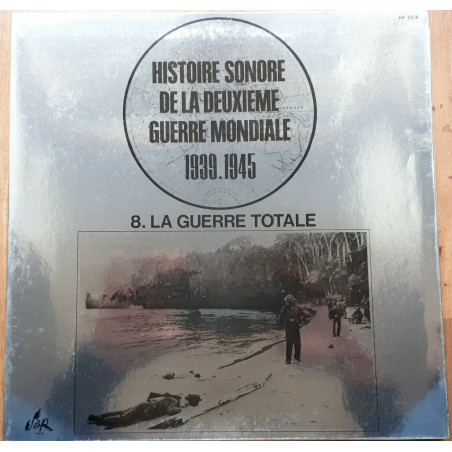 HISTOIRE SONORE
DE LA DEUXIEME
GUERRE MONDIALE
1939.1945
8. LA GUERRE TOTALE